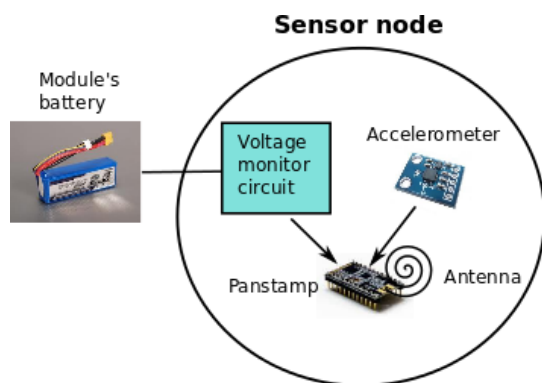 Sensor node
Module's
battery
Voltage
monitor
circuit
Accelerometer
Panstamp
Antenna